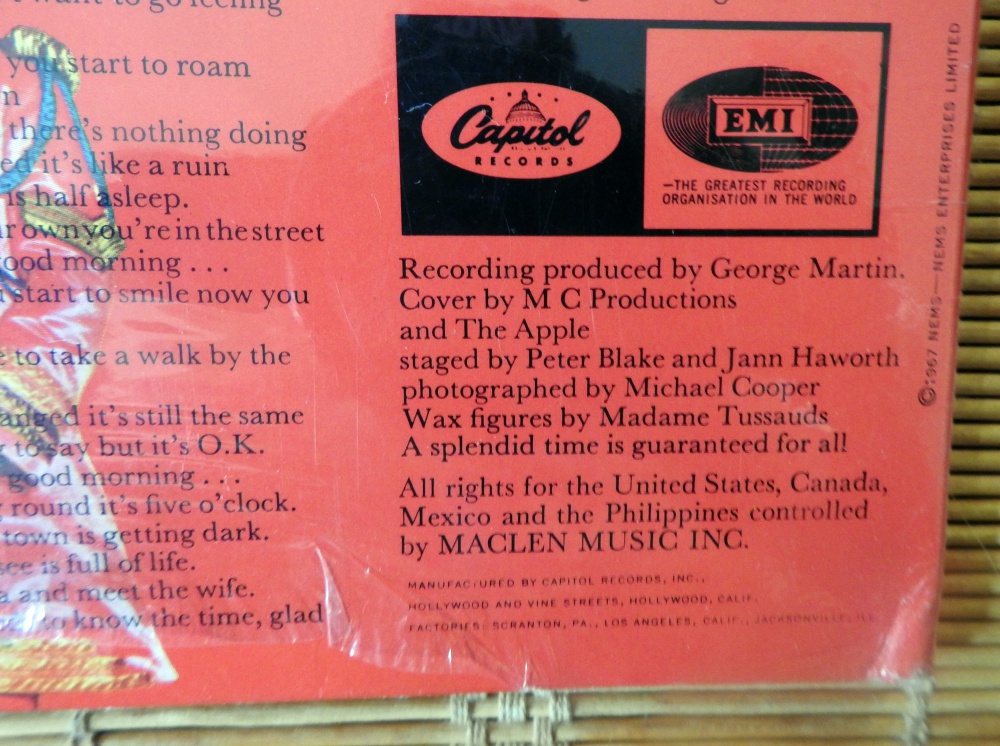 want to go feeling
you start to roam
there's nothing doing
it's like a ruin
is half asleep.
own you're in the street
good morning . . .
start to smile now you
to take a walk by the
it's still the same
to say but it's O.K.
good morning . . .
round it's five o'clock.
town is getting dark.
see is full of life.
and meet the wife.
to know the time, glad
Capitol
RECORDS
EMI
—THE GREATEST RECORDING
ORGANISATION IN THE WORLD
Recording produced by George Martin.
Cover by M C Productions
and The Apple
staged by Peter Blake and Jann Haworth
photographed by Michael Cooper
Wax figures by Madame Tussauds
A splendid time is guaranteed for all
All rights for the United States, Canada,
Mexico and the Philippines controlled
by MACLEN MUSIC INC.
MANUFACTURED BY CAPITOL RECORDS, INC.,
HOLLYWOOD AND VINE STREETS, HOLLYWOOD, CALIF.
FACTORIES: SCRANTON, PA., LOS ANGELES, CALIF., JACKSONVILLE, ILL.
©1967 NEMS—NEMS ENTERPRISES LIMITED